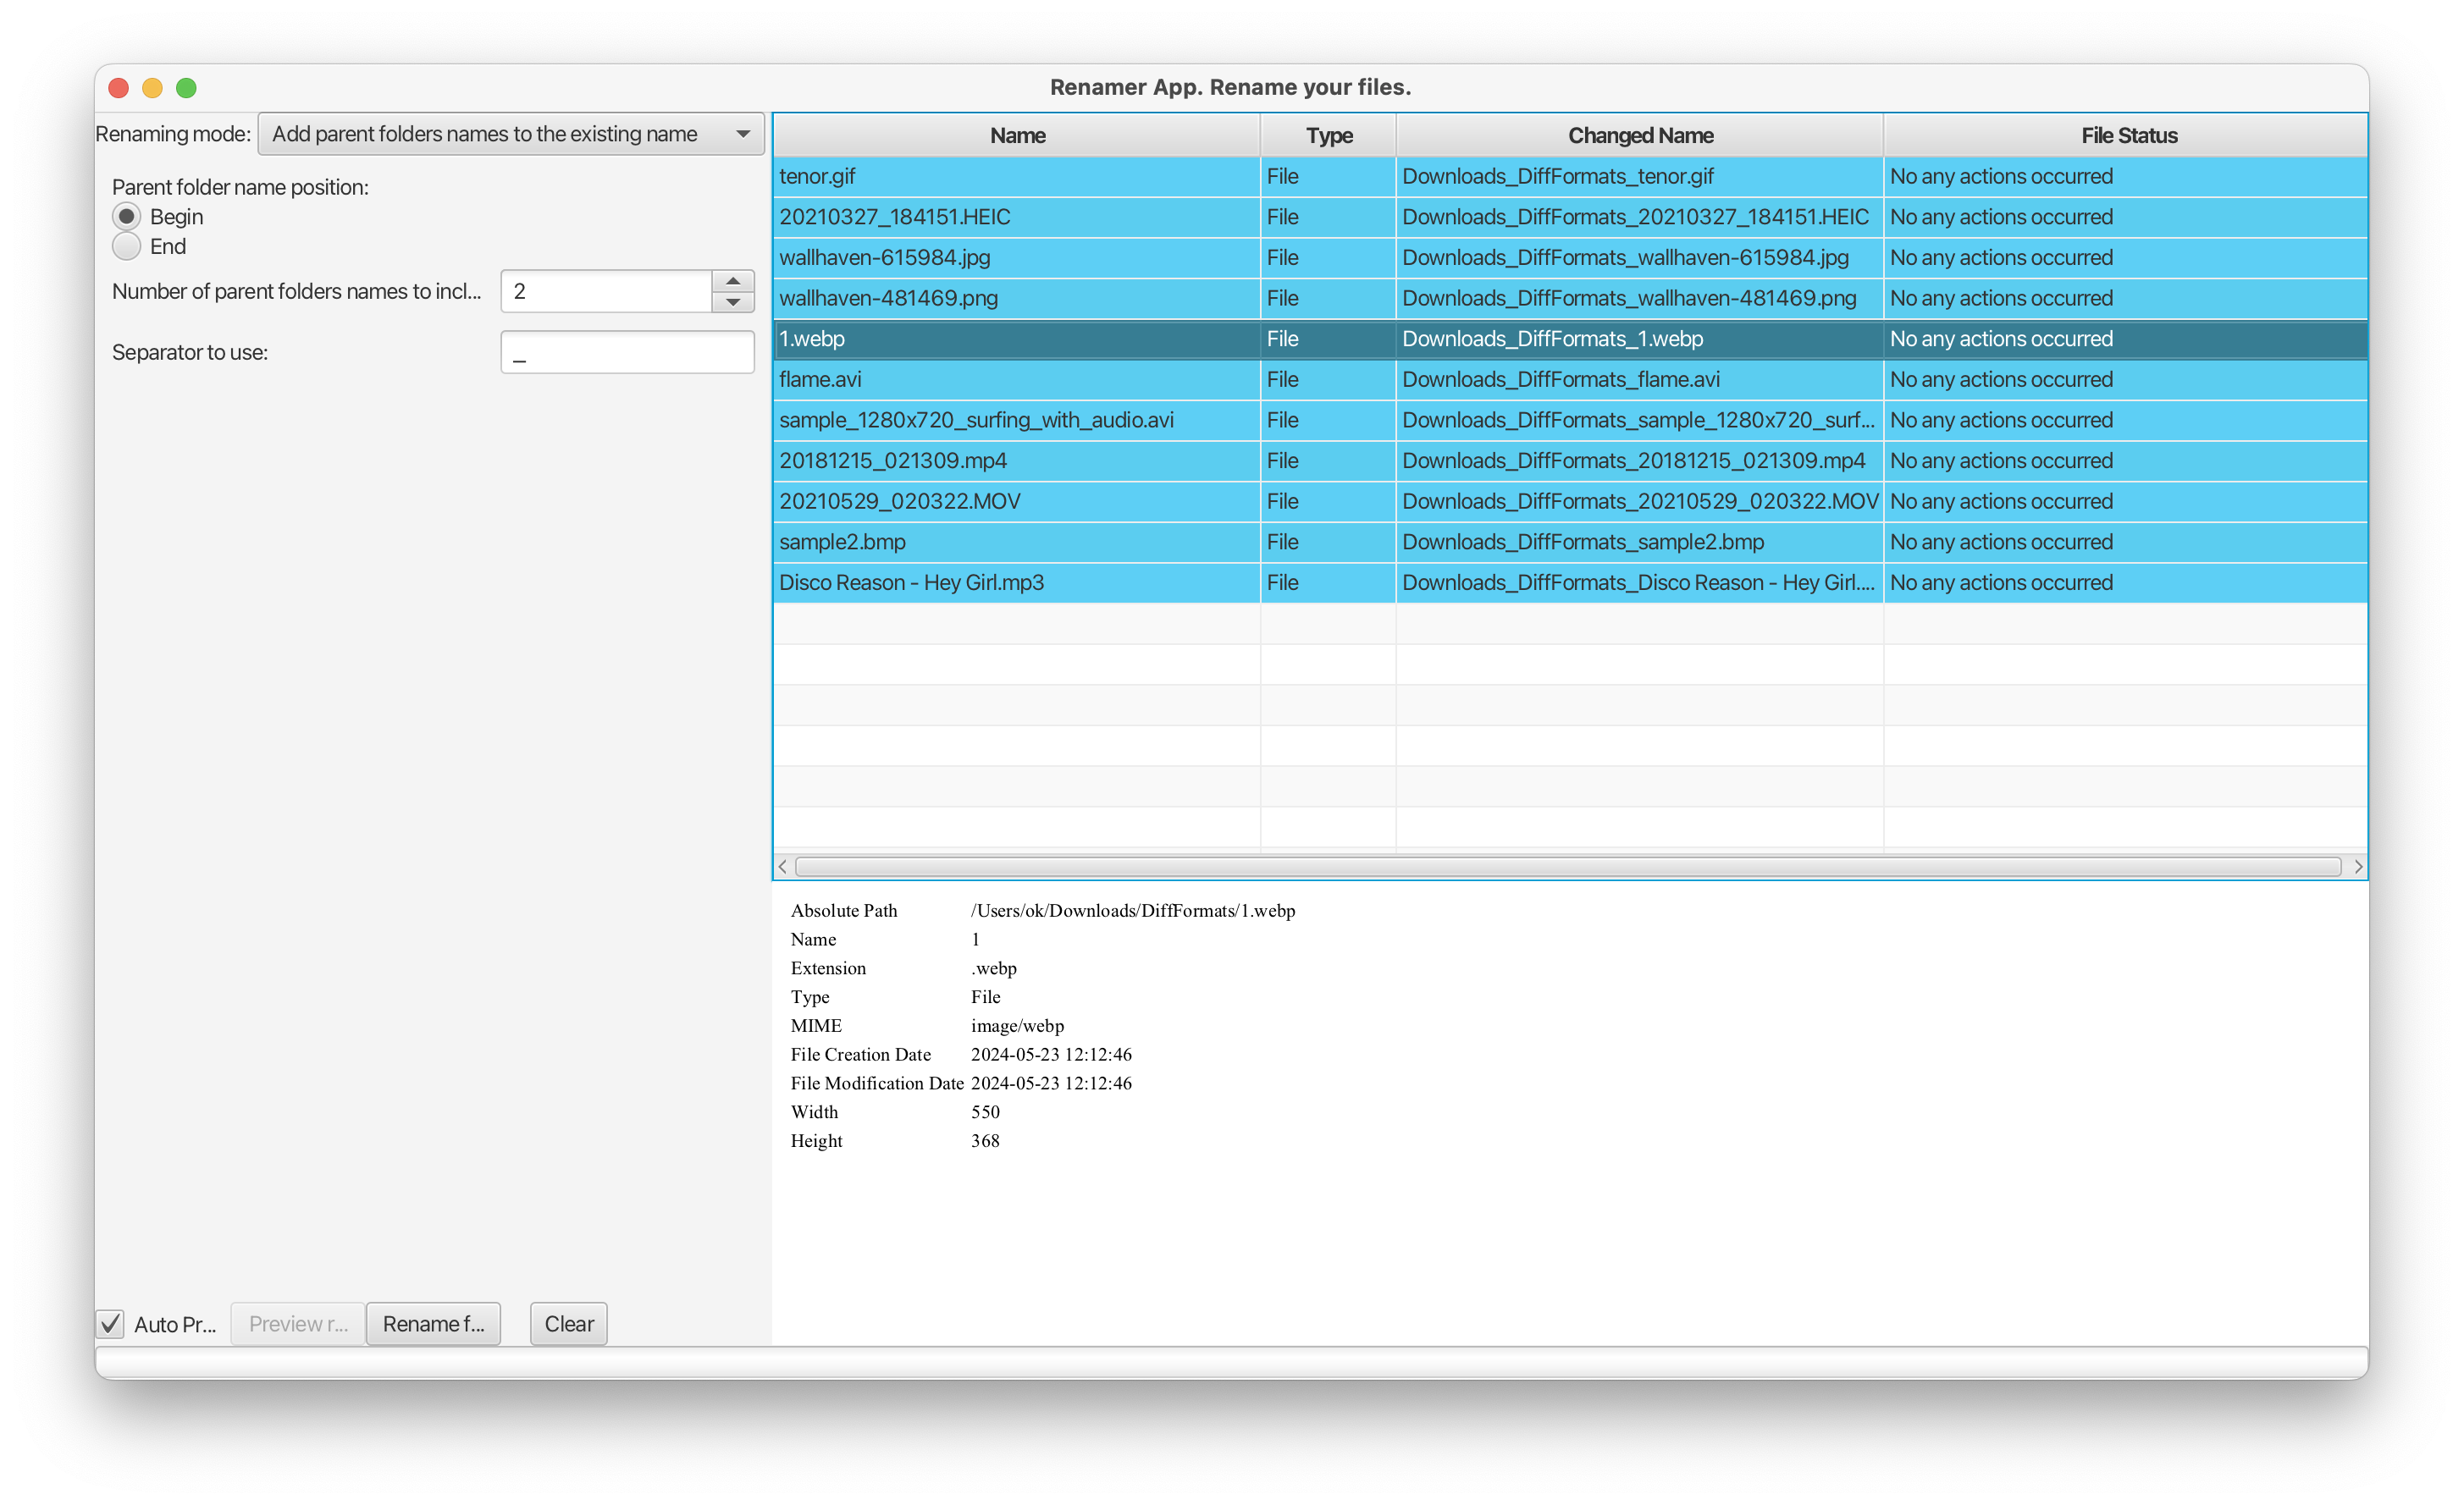 Renamer App. Rename your files.
Renaming mode: Add parent folders names to the existing name
Parent folder name position:
Begin
End
Number of parent folders names to incl... 2
Separator to use: _
Name Type Changed Name File Status
tenor.gif File Downloads_DiffFormats_tenor.gif No any actions occurred
20210327_184151.HEIC File Downloads_DiffFormats_20210327_184151.HEIC No any actions occurred
wallhaven-615984.jpg File Downloads_DiffFormats_wallhaven-615984.jpg No any actions occurred
wallhaven-481469.png File Downloads_DiffFormats_wallhaven-481469.png No any actions occurred
1.webp File Downloads_DiffFormats_1.webp No any actions occurred
flame.avi File Downloads_DiffFormats_flame.avi No any actions occurred
sample_1280x720_surfing_with_audio.avi File Downloads_DiffFormats_sample_1280x720_surf... No any actions occurred
20181215_021309.mp4 File Downloads_DiffFormats_20181215_021309.mp4 No any actions occurred
20210529_020322.MOV File Downloads_DiffFormats_20210529_020322.MOV No any actions occurred
sample2.bmp File Downloads_DiffFormats_sample2.bmp No any actions occurred
Disco Reason - Hey Girl.mp3 File Downloads_DiffFormats_Disco Reason - Hey Girl.... No any actions occurred
Absolute Path /Users/ok/Downloads/DiffFormats/1.webp
Name 1
Extension .webp
Type File
MIME image/webp
File Creation Date 2024-05-23 12:12:46
File Modification Date 2024-05-23 12:12:46
Width 550
Height 368
Auto Pr... Preview r... Rename f... Clear